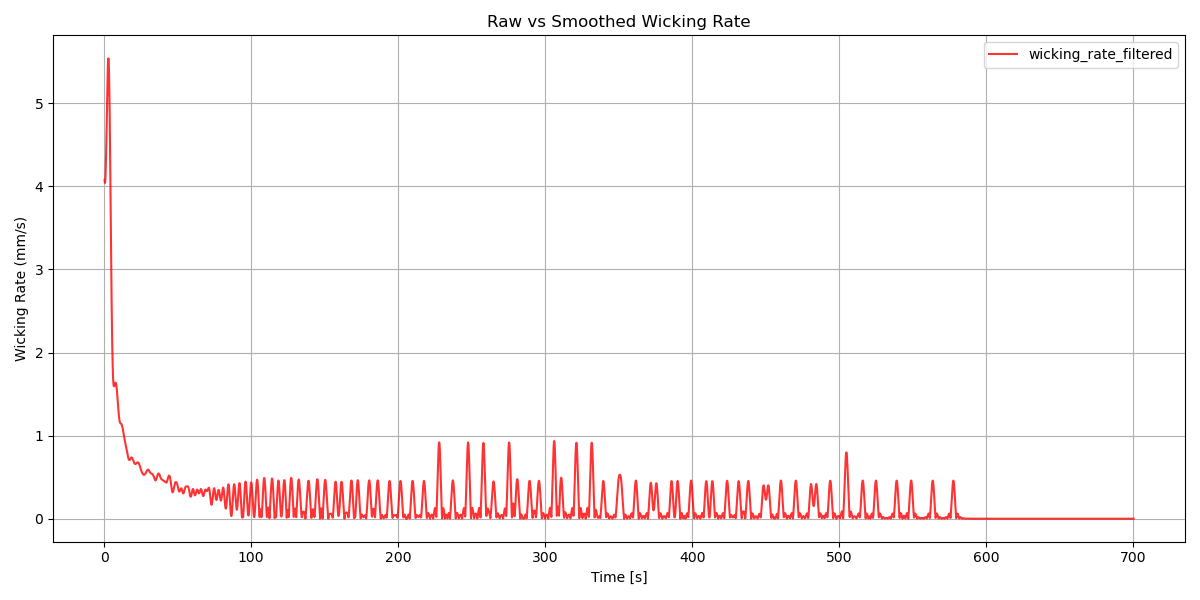 Raw vs Smoothed Wicking Rate
wicking_rate_filtered
Wicking Rate (mm/s)
5
4
3
2
1
0
0 100 200 300 400 500 600 700
Time [s]